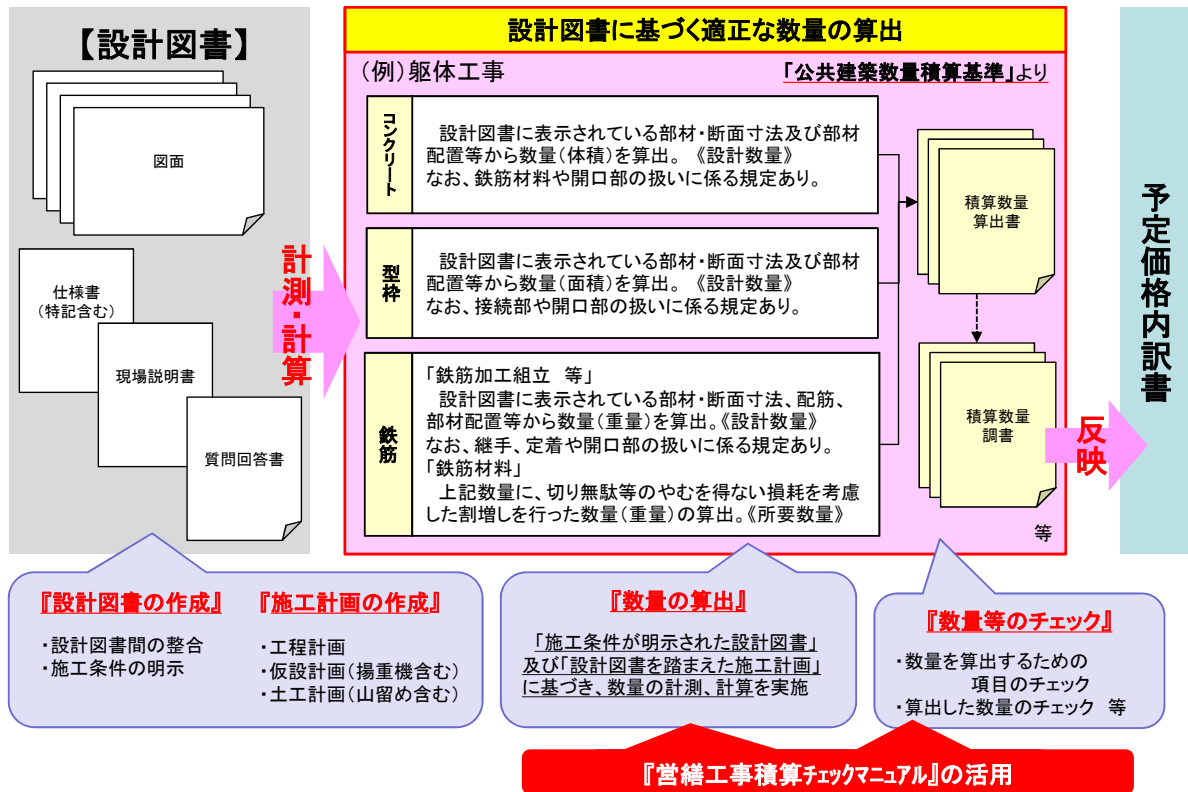 【設計図書】
図面
仕様書
(特記含む)
現場説明書
質問回答書
計測・計算
設計図書に基づく適正な数量の算出
(例)躯体工事
「公共建築数量積算基準」より
コンクリート
設計図書に表示されている部材・断面寸法及び部材
配置等から数量(体積)を算出。《設計数量》
なお、鉄筋材料や開口部の扱いに係る規定あり。
型枠
設計図書に表示されている部材・断面寸法及び部材
配置等から数量(面積)を算出。《設計数量》
なお、接続部や開口部の扱いに係る規定あり。
鉄筋
「鉄筋加工組立 等」
設計図書に表示されている部材・断面寸法、配筋、
部材配置等から数量(重量)を算出。《設計数量》
なお、継手、定着や開口部の扱いに係る規定あり。
「鉄筋材料」
上記数量に、切り無駄等のやむを得ない損耗を考慮
した割増しを行った数量(重量)の算出。《所要数量》
積算数量
算出書
積算数量
調書
等
反映
予定価格内訳書
『設計図書の作成』
・設計図書間の整合
・施工条件の明示
『施工計画の作成』
・工程計画
・仮設計画(揚重機含む)
・土工計画(山留め含む)
『数量の算出』
「施工条件が明示された設計図書」
及び「設計図書を踏まえた施工計画」
に基づき、数量の計測、計算を実施
『数量等のチェック』
・数量を算出するための
項目のチェック
・算出した数量のチェック 等
『営繕工事積算チェックマニュアル』の活用